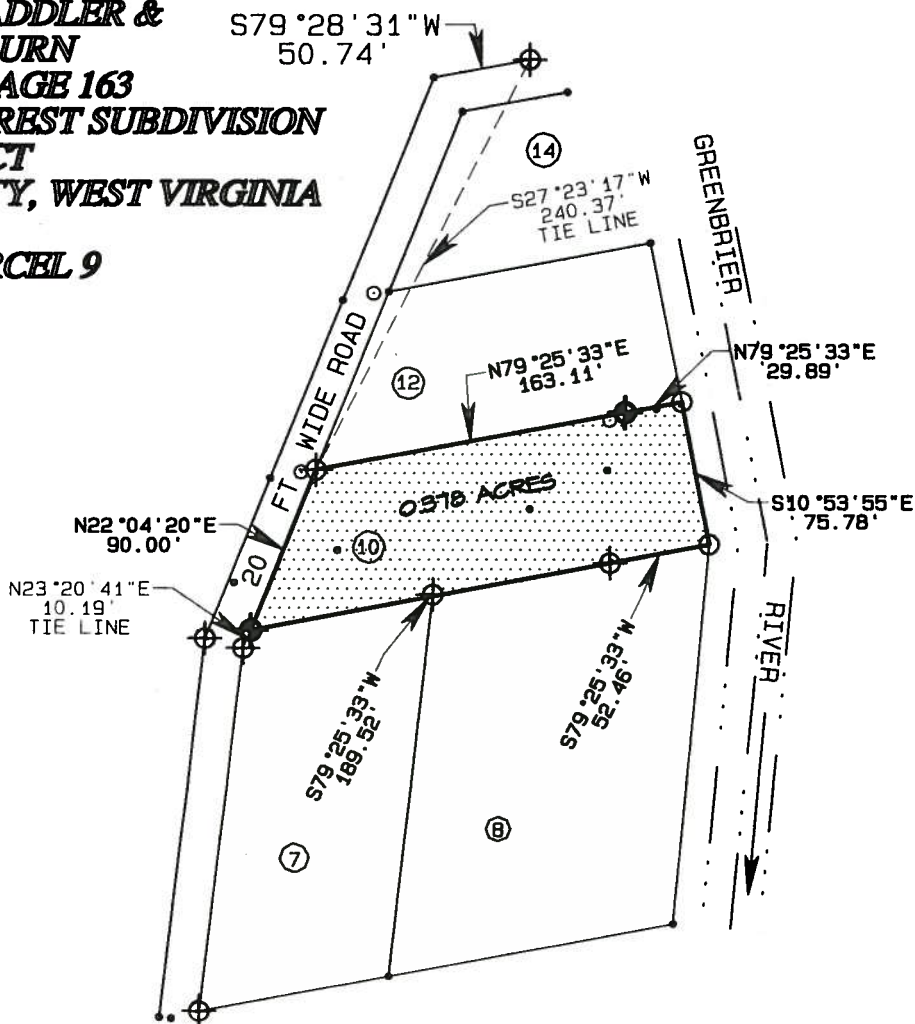 ADDLER &
URN
AGE 163
REST SUBDIVISION
CT
TY, WEST VIRGINIA
RCEL 9
S79°28'31"W
50.74'
14
GREENBRIER
S27°23'17"W
240.37'
TIE LINE
N79°25'33"E
29.89'
N79°25'33"E
163.11'
12
20 FT WIDE ROAD
0.378 ACRES
S10°53'55"E
75.78'
N22°04'20"E
90.00'
10
N23°20'41"E
10.19'
TIE LINE
RIVER
S79°25'33"W
189.52'
S79°25'33"W
52.46'
7
8